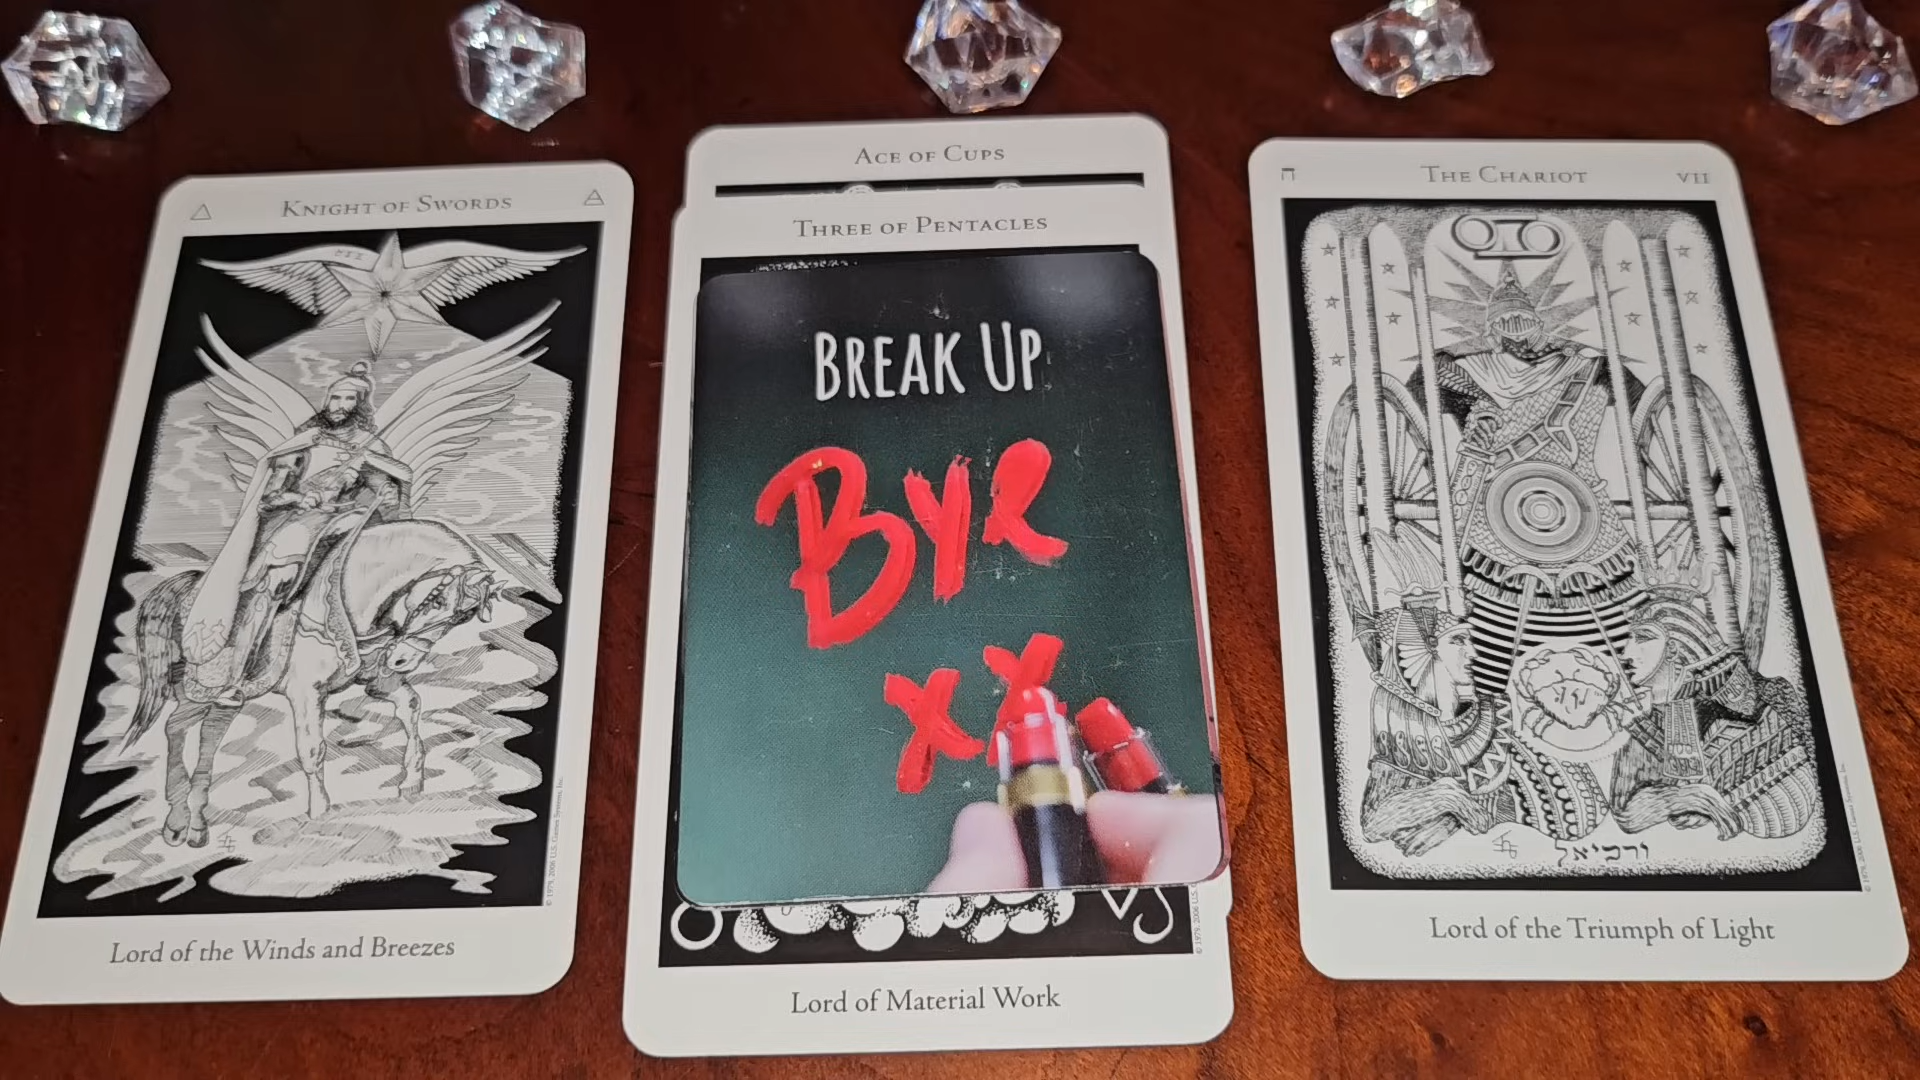 Knight of Swords
Lord of the Winds and Breezes
Ace of Cups
Three of Pentacles
Break Up
Bye
xx
Lord of Material Work
The Chariot VII
ורכיאל
Lord of the Triumph of Light